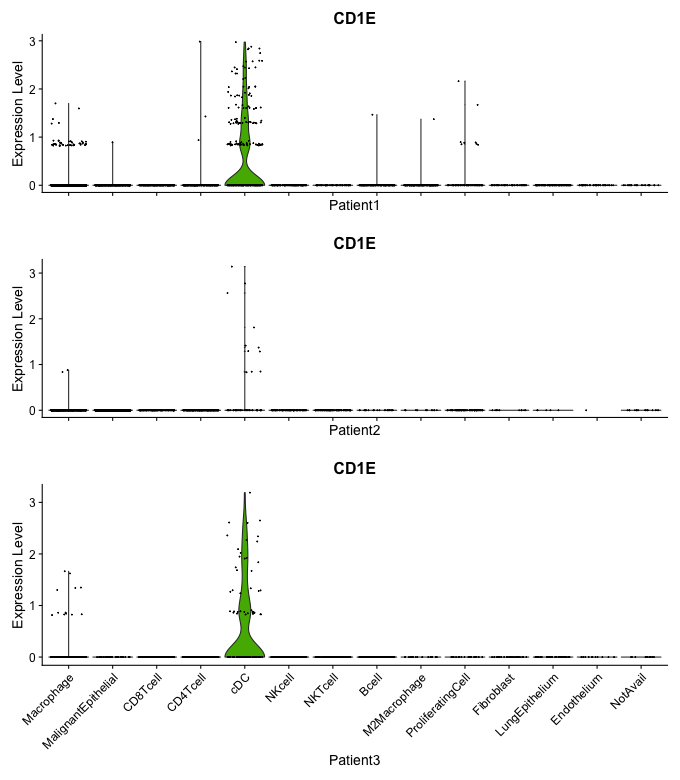 CD1E
Expression Level
3
2
1
0
Patient1
CD1E
Expression Level
3
2
1
0
Patient2
CD1E
Expression Level
3
2
1
0
Macrophage
MalignantEpithelial
CD8Tcell
CD4Tcell
cDC
NKcell
NKTcell
Bcell
M2Macrophage
ProliferatingCell
Fibroblast
LungEpithelium
Endothelium
NotAvail
Patient3